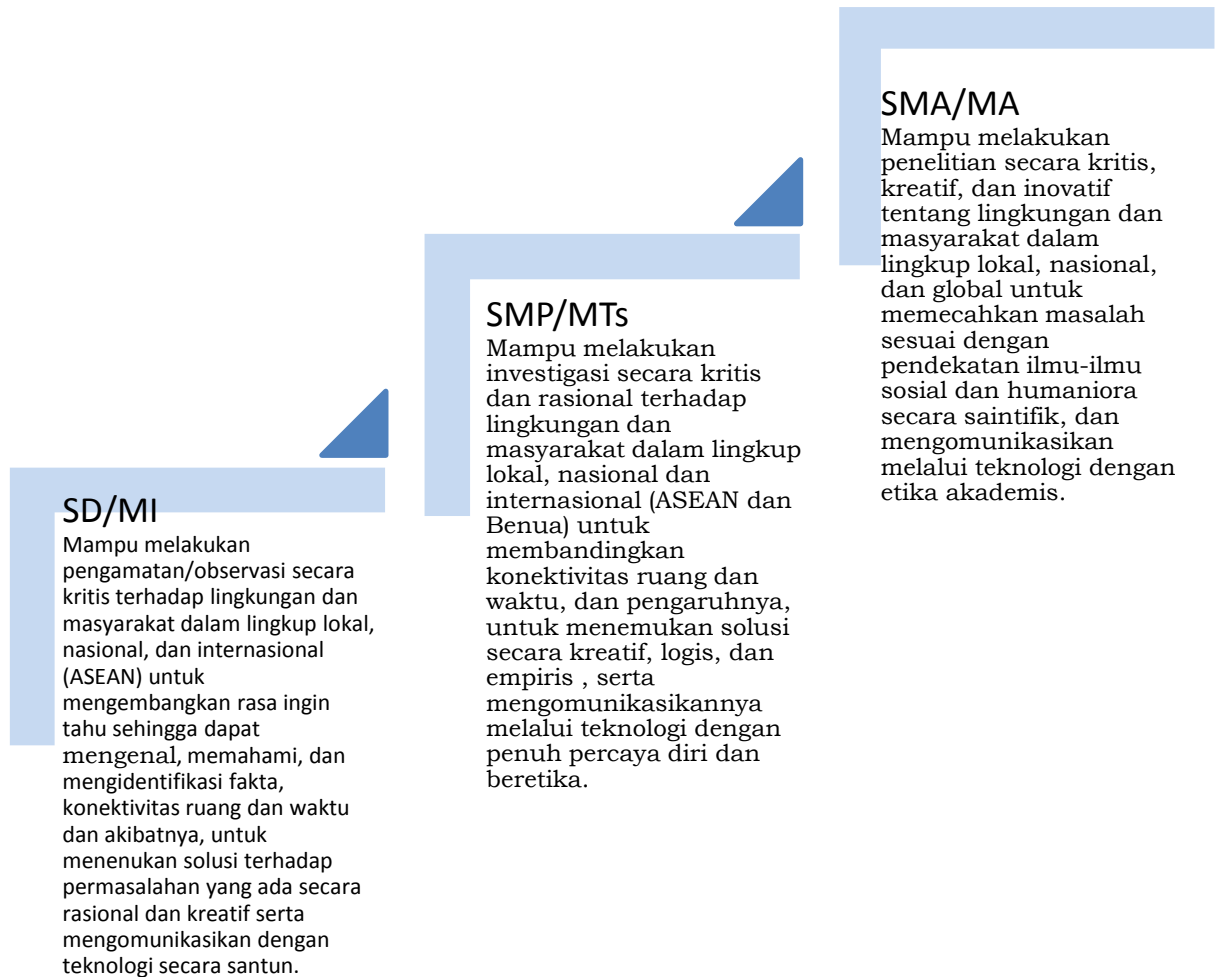 SD/MI
Mampu melakukan
pengamatan/observasi secara
kritis terhadap lingkungan dan
masyarakat dalam lingkup lokal,
nasional, dan internasional
(ASEAN) untuk
mengembangkan rasa ingin
tahu sehingga dapat
mengenal, memahami, dan
mengidentifikasi fakta,
konektivitas ruang dan waktu
dan akibatnya, untuk
menenukan solusi terhadap
permasalahan yang ada secara
rasional dan kreatif serta
mengomunikasikan dengan
teknologi secara santun.
SMP/MTs
Mampu melakukan
investigasi secara kritis
dan rasional terhadap
lingkungan dan
masyarakat dalam lingkup
lokal, nasional dan
internasional (ASEAN dan
Benua) untuk
membandingkan
konektivitas ruang dan
waktu, dan pengaruhnya,
untuk menemukan solusi
secara kreatif, logis, dan
empiris , serta
mengomunikasikannya
melalui teknologi dengan
penuh percaya diri dan
beretika.
SMA/MA
Mampu melakukan
penelitian secara kritis,
kreatif, dan inovatif
tentang lingkungan dan
masyarakat dalam
lingkup lokal, nasional,
dan global untuk
memecahkan masalah
sesuai dengan
pendekatan ilmu-ilmu
sosial dan humaniora
secara saintifik, dan
mengomunikasikan
melalui teknologi dengan
etika akademis.